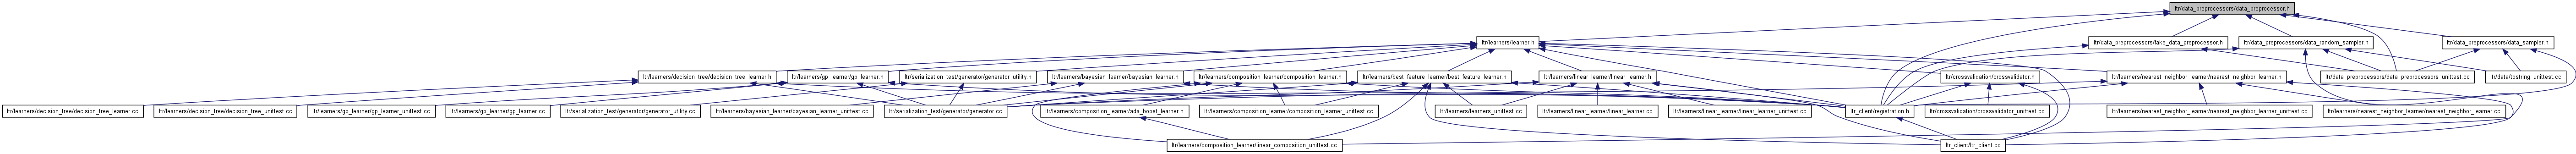 ltr/data_preprocessors/data_preprocessor.h
ltr/learners/learner.h
ltr/data_preprocessors/fake_data_preprocessor.h
ltr/data_preprocessors/data_random_sampler.h
ltr/data_preprocessors/data_sampler.h
ltr/learners/decision_tree/decision_tree_learner.h
ltr/learners/gp_learner/gp_learner.h
ltr/serialization_test/generator/generator_utility.h
ltr/learners/bayesian_learner/bayesian_learner.h
ltr/learners/composition_learner/composition_learner.h
ltr/learners/best_feature_learner/best_feature_learner.h
ltr/learners/linear_learner/linear_learner.h
ltr/crossvalidation/crossvalidator.h
ltr/learners/nearest_neighbor_learner/nearest_neighbor_learner.h
ltr/data_preprocessors/data_preprocessors_unittest.cc
ltr/data/tostring_unittest.cc
ltr/learners/decision_tree/decision_tree_learner.cc
ltr/learners/decision_tree/decision_tree_unittest.cc
ltr/learners/gp_learner/gp_learner_unittest.cc
ltr/learners/gp_learner/gp_learner.cc
ltr/serialization_test/generator/generator_utility.cc
ltr/learners/bayesian_learner/bayesian_learner_unittest.cc
ltr/serialization_test/generator/generator.cc
ltr/learners/composition_learner/ada_boost_learner.h
ltr/learners/composition_learner/composition_learner_unittest.cc
ltr/learners/learners_unittest.cc
ltr/learners/linear_learner/linear_learner.cc
ltr/learners/linear_learner/linear_learner_unittest.cc
ltr_client/registration.h
ltr/crossvalidation/crossvalidator_unittest.cc
ltr/learners/nearest_neighbor_learner/nearest_neighbor_learner_unittest.cc
ltr/learners/nearest_neighbor_learner/nearest_neighbor_learner.cc
ltr/learners/composition_learner/linear_composition_unittest.cc
ltr_client/ltr_client.cc